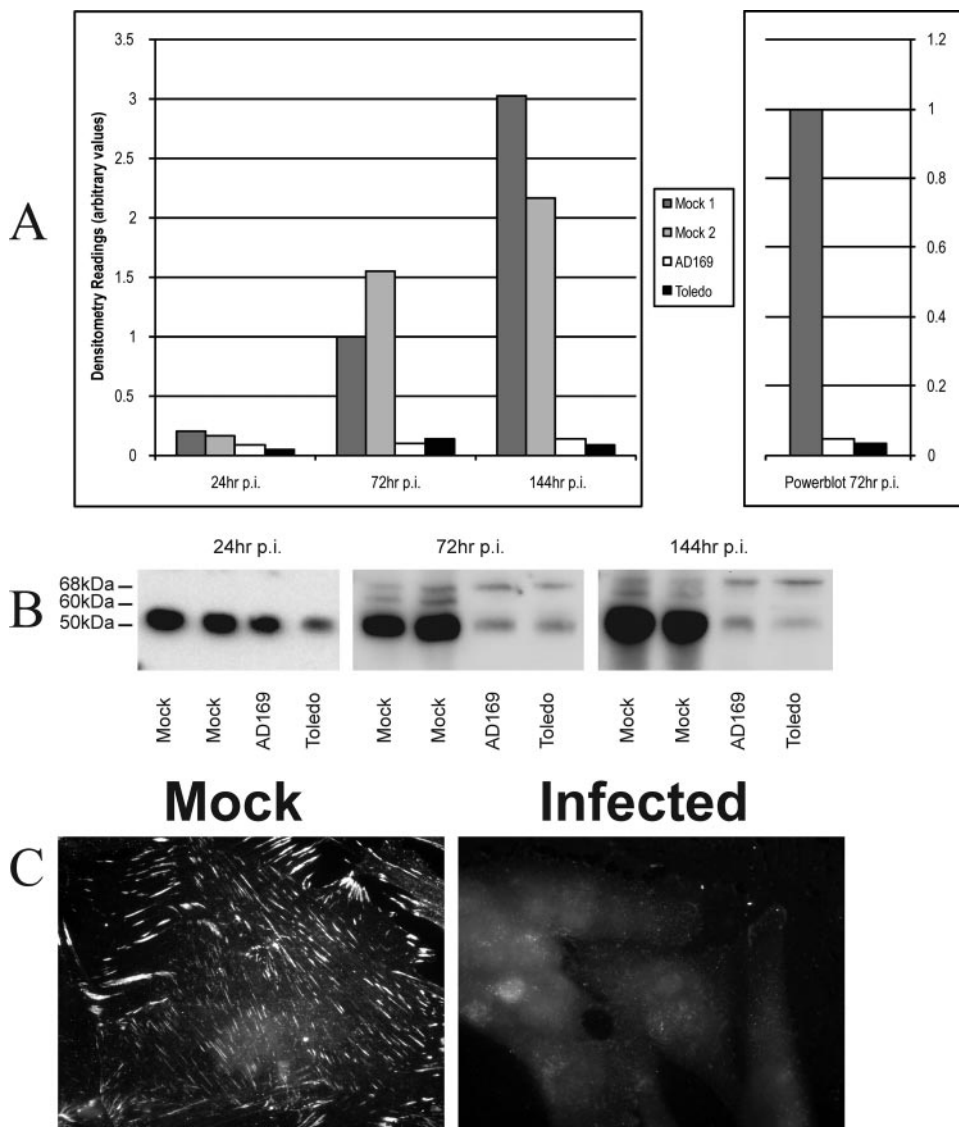 A
Densitometry Readings (arbitrary values)
3.5
3
2.5
2
1.5
1
0.5
0
24hr p.i.
72hr p.i.
144hr p.i.
Mock 1
Mock 2
AD169
Toledo
1.2
1
0.8
0.6
0.4
0.2
0
Powerblot 72hr p.i.
B
24hr p.i.
72hr p.i.
144hr p.i.
68kDa
60kDa
50kDa
Mock
Mock
AD169
Toledo
Mock
Mock
AD169
Toledo
Mock
Mock
AD169
Toledo
C
Mock
Infected